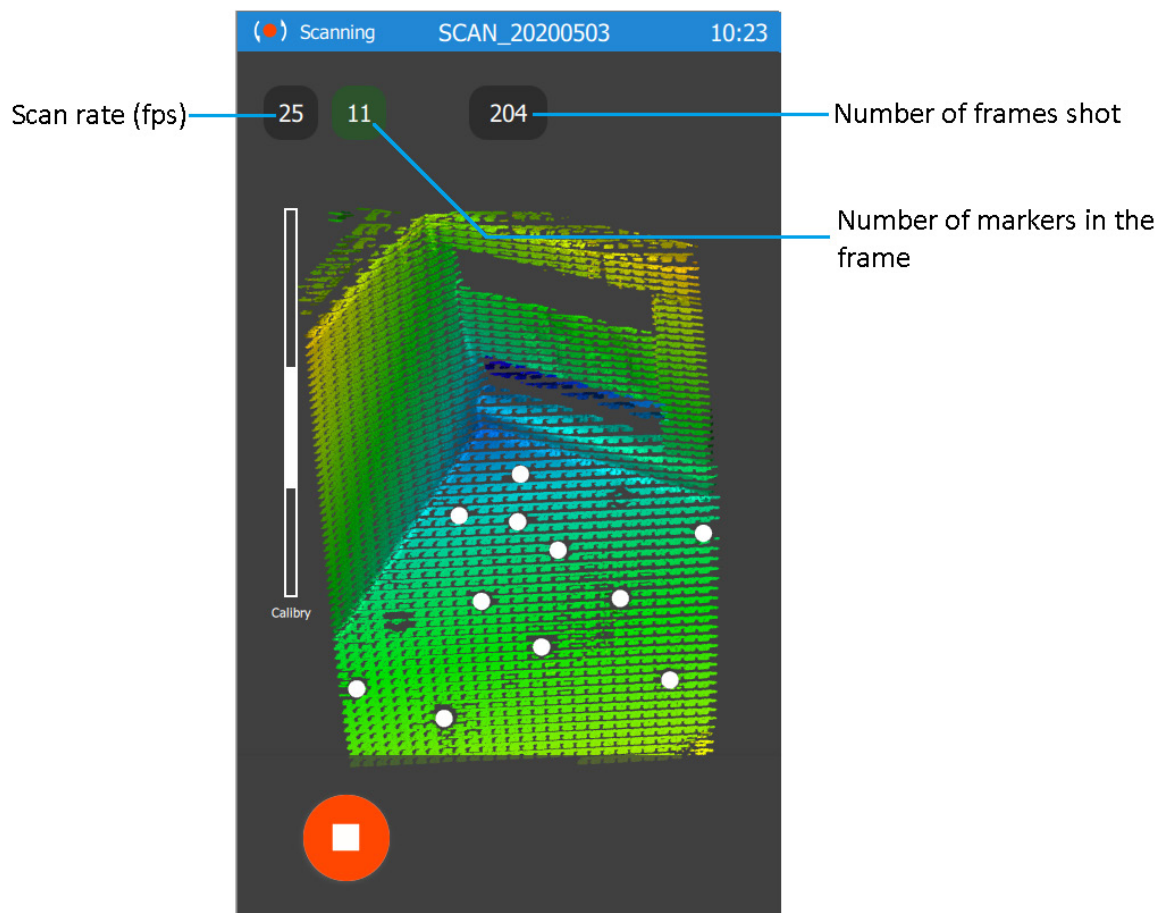 Scanning SCAN_20200503 10:23
Scan rate (fps) 25 11 204 Number of frames shot
Number of markers in the
frame
Calibry